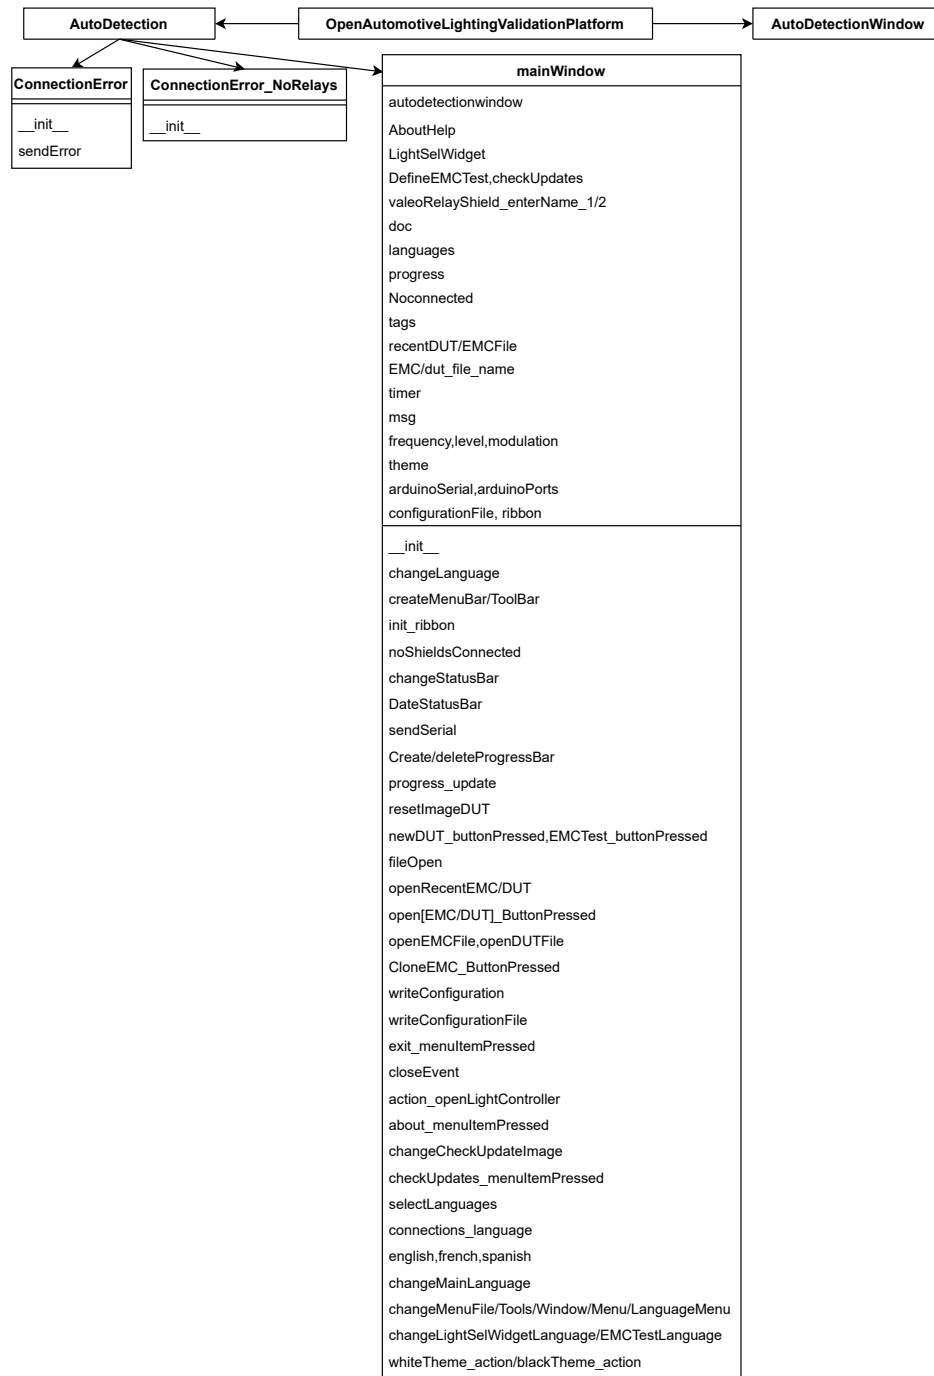 AutoDetection
OpenAutomotiveLightingValidationPlatform
AutoDetectionWindow
ConnectionError
__init__
sendError
ConnectionError_NoRelays
__init__
mainWindow
autodetectionwindow
AboutHelp
LightSelWidget
DefineEMCTest,checkUpdates
valeoRelayShield_enterName_1/2
doc
languages
progress
Noconnected
tags
recentDUT/EMCFile
EMC/dut_file_name
timer
msg
frequency,level,modulation
theme
arduinoSerial,arduinoPorts
configurationFile, ribbon
__init__
changeLanguage
createMenuBar/ToolBar
init_ribbon
noShieldsConnected
changeStatusBar
DateStatusBar
sendSerial
Create/deleteProgressBar
progress_update
resetImageDUT
newDUT_buttonPressed,EMCTest_buttonPressed
fileOpen
openRecentEMC/DUT
open[EMC/DUT]_ButtonPressed
openEMCFile,openDUTFile
CloneEMC_ButtonPressed
writeConfiguration
writeConfigurationFile
exit_menuItemPressed
closeEvent
action_openLightController
about_menuItemPressed
changeCheckUpdateImage
checkUpdates_menuItemPressed
selectLanguages
connections_language
english,french,spanish
changeMainLanguage
changeMenuFile/Tools/Window/Menu/LanguageMenu
changeLightSelWidgetLanguage/EMCTestLanguage
whiteTheme_action/blackTheme_action